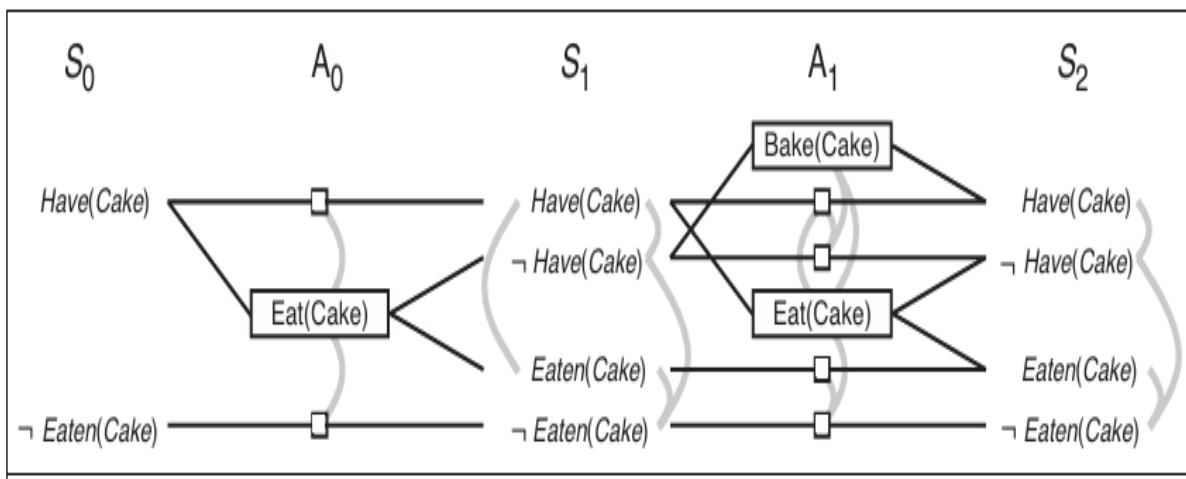 S0 A0 S1 A1 S2
Bake(Cake)
Have(Cake) Have(Cake) Have(Cake)
¬ Have(Cake) ¬ Have(Cake)
Eat(Cake) Eat(Cake)
Eaten(Cake) Eaten(Cake)
¬ Eaten(Cake) ¬ Eaten(Cake) ¬ Eaten(Cake)